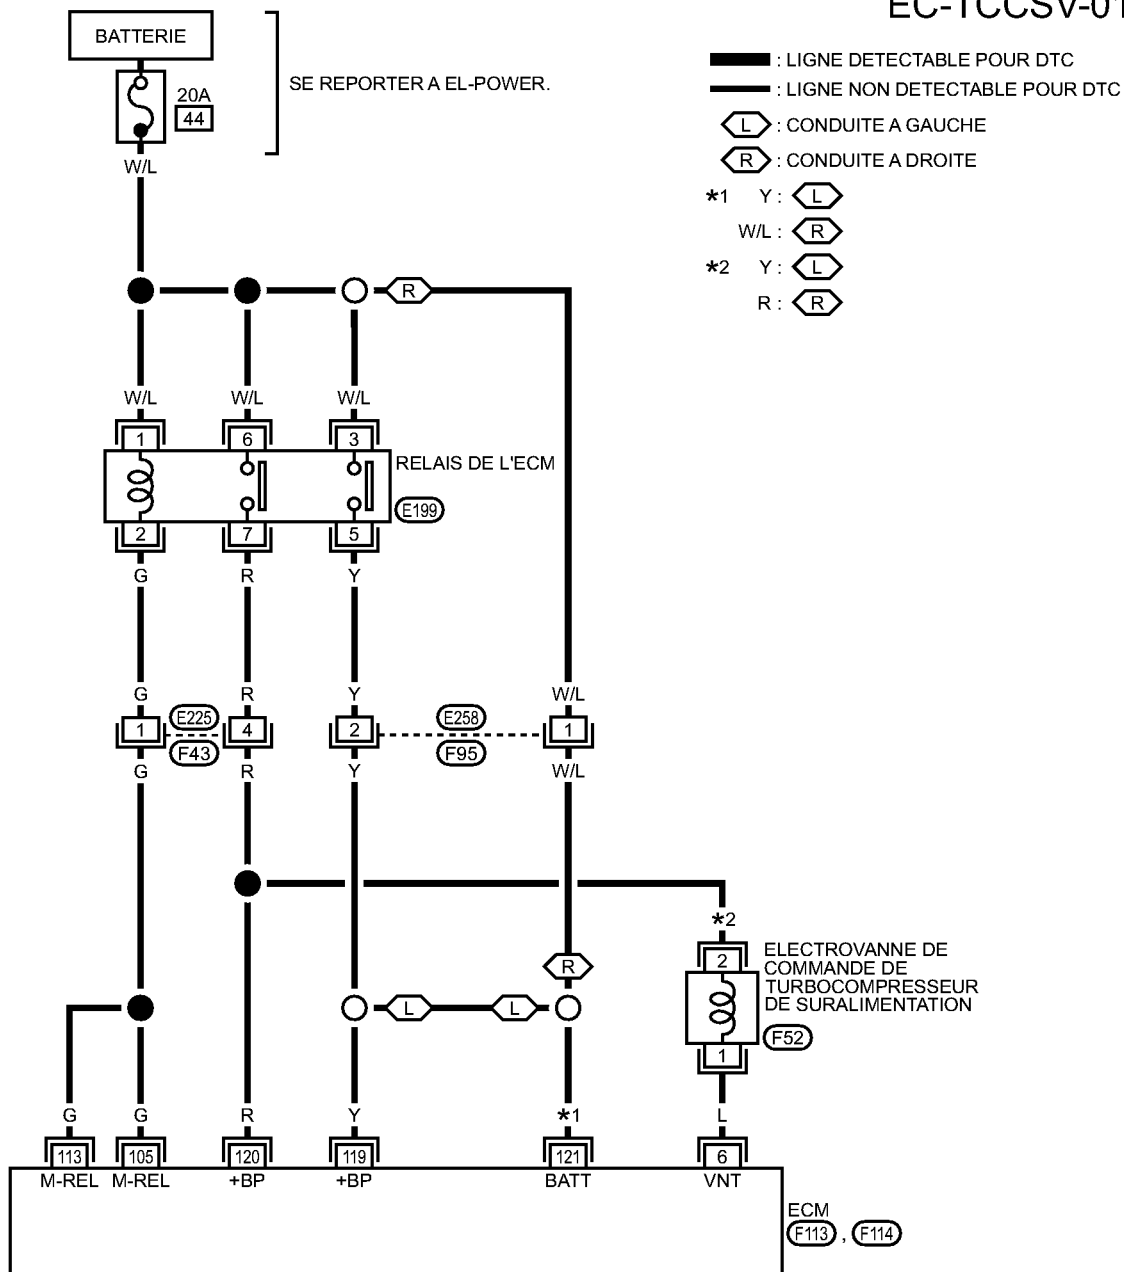 EC-TCCSV-01
BATTERIE
20A
44
SE REPORTER A EL-POWER.
: LIGNE DETECTABLE POUR DTC
: LIGNE NON DETECTABLE POUR DTC
L : CONDUITE A GAUCHE
R : CONDUITE A DROITE
*1 Y : L
W/L : R
*2 Y : L
R : R
W/L
R
W/L W/L W/L
1 6 3
RELAIS DE L'ECM
E199
2 7 5
G R Y
G R Y W/L
1 E225 4 2 E258 1
F43 F95
G R Y W/L
*2
R
2
ELECTROVANNE DE
COMMANDE DE
TURBOCOMPRESSEUR
DE SURALIMENTATION
L L
F52
1
G G R Y *1 L
113 105 120 119 121 6
M-REL M-REL +BP +BP BATT VNT
ECM
F113 , F114